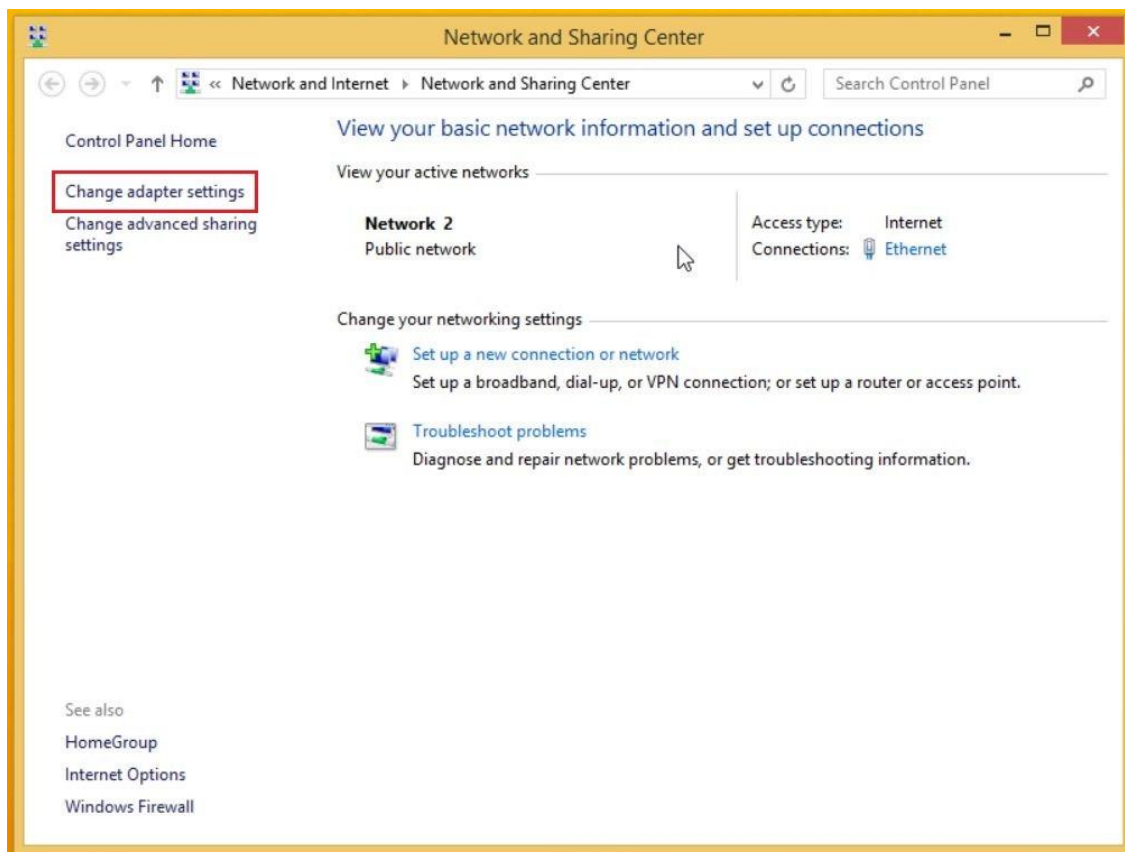 Network and Sharing Center
« Network and Internet ▸ Network and Sharing Center
Search Control Panel
Control Panel Home
Change adapter settings
Change advanced sharing
settings
View your basic network information and set up connections
View your active networks
Network 2
Public network
Access type: Internet
Connections: Ethernet
Change your networking settings
Set up a new connection or network
Set up a broadband, dial-up, or VPN connection; or set up a router or access point.
Troubleshoot problems
Diagnose and repair network problems, or get troubleshooting information.
See also
HomeGroup
Internet Options
Windows Firewall